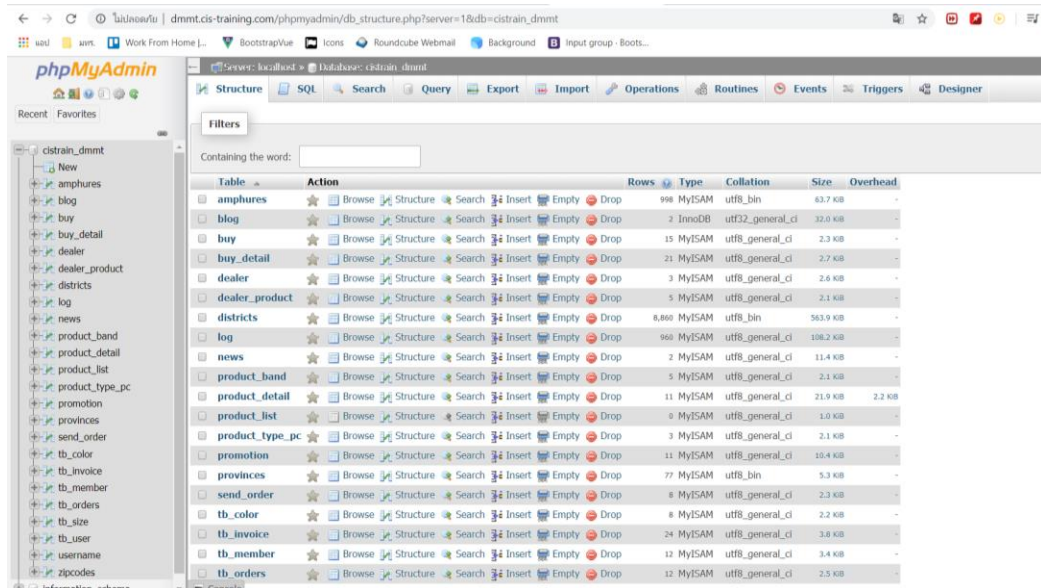 ไม่ปลอดภัย | dmmt.cis-training.com/phpmyadmin/db_structure.php?server=1&db=cistrain_dmmt
แอป มทร. Work From Home |... BootstrapVue Icons Roundcube Webmail Background Input group · Boots...
phpMyAdmin
Recent Favorites
cistrain_dmmt
New
amphures
blog
buy
buy_detail
dealer
dealer_product
districts
log
news
product_band
product_detail
product_list
product_type_pc
promotion
provinces
send_order
tb_color
tb_invoice
tb_member
tb_orders
tb_size
tb_user
username
zipcodes
information_schema
Server: localhost » Database: cistrain_dmmt
Structure SQL Search Query Export Import Operations Routines Events Triggers Designer
Filters
Containing the word:
Table Action Rows Type Collation Size Overhead
amphures Browse Structure Search Insert Empty Drop 998 MyISAM utf8_bin 63.7 KiB -
blog Browse Structure Search Insert Empty Drop 2 InnoDB utf32_general_ci 32.0 KiB -
buy Browse Structure Search Insert Empty Drop 15 MyISAM utf8_general_ci 2.3 KiB -
buy_detail Browse Structure Search Insert Empty Drop 21 MyISAM utf8_general_ci 2.7 KiB -
dealer Browse Structure Search Insert Empty Drop 3 MyISAM utf8_general_ci 2.6 KiB -
dealer_product Browse Structure Search Insert Empty Drop 5 MyISAM utf8_general_ci 2.1 KiB -
districts Browse Structure Search Insert Empty Drop 8,860 MyISAM utf8_bin 563.9 KiB -
log Browse Structure Search Insert Empty Drop 960 MyISAM utf8_general_ci 108.2 KiB -
news Browse Structure Search Insert Empty Drop 2 MyISAM utf8_general_ci 11.4 KiB -
product_band Browse Structure Search Insert Empty Drop 5 MyISAM utf8_general_ci 2.1 KiB -
product_detail Browse Structure Search Insert Empty Drop 11 MyISAM utf8_general_ci 21.9 KiB 2.2 KiB
product_list Browse Structure Search Insert Empty Drop 0 MyISAM utf8_general_ci 1.0 KiB -
product_type_pc Browse Structure Search Insert Empty Drop 3 MyISAM utf8_general_ci 2.1 KiB -
promotion Browse Structure Search Insert Empty Drop 11 MyISAM utf8_general_ci 10.4 KiB -
provinces Browse Structure Search Insert Empty Drop 77 MyISAM utf8_bin 5.3 KiB -
send_order Browse Structure Search Insert Empty Drop 8 MyISAM utf8_general_ci 2.3 KiB -
tb_color Browse Structure Search Insert Empty Drop 8 MyISAM utf8_general_ci 2.2 KiB -
tb_invoice Browse Structure Search Insert Empty Drop 24 MyISAM utf8_general_ci 3.8 KiB -
tb_member Browse Structure Search Insert Empty Drop 12 MyISAM utf8_general_ci 3.4 KiB -
tb_orders Browse Structure Search Insert Empty Drop 12 MyISAM utf8_general_ci 2.5 KiB -
Console